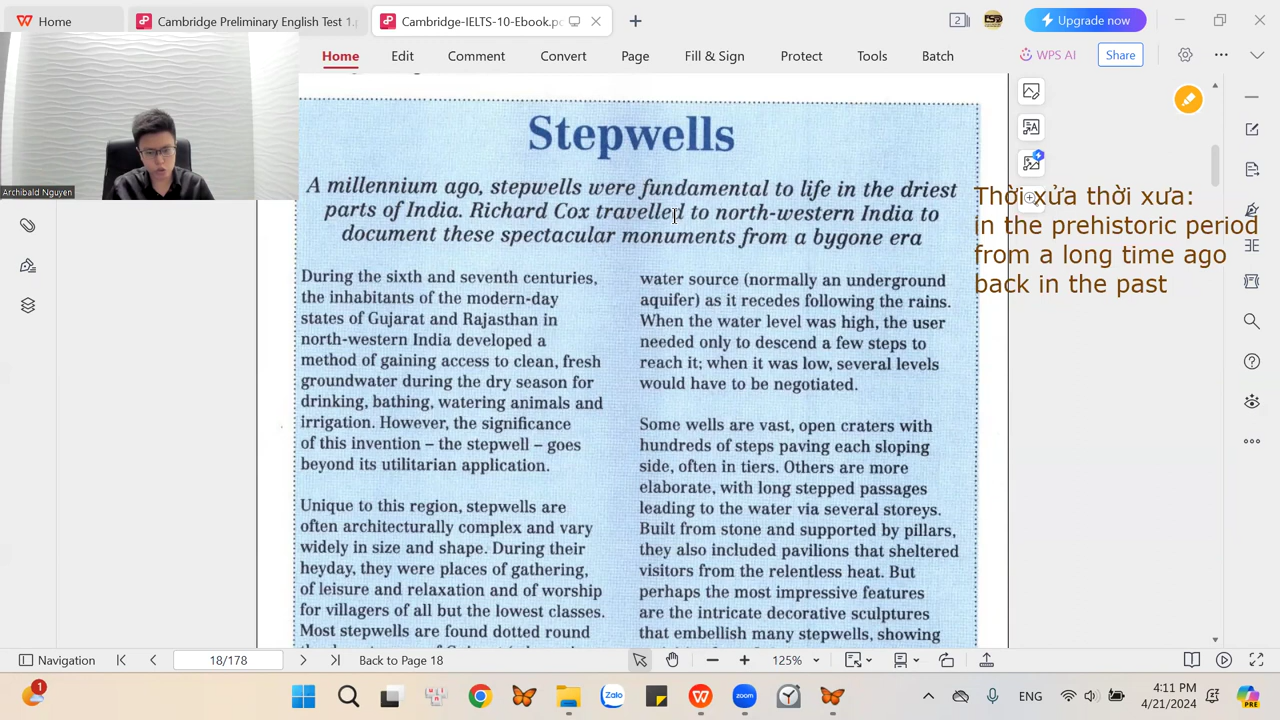 Home
Cambridge Preliminary English Test 1.p
Cambridge-IELTS-10-Ebook.pd
2
Upgrade now
Home Edit Comment Convert Page Fill & Sign Protect Tools Batch
WPS AI
Share
Archibald Nguyen
Stepwells
A millennium ago, stepwells were fundamental to life in the driest
parts of India. Richard Cox travelled to north-western India to
document these spectacular monuments from a bygone era
During the sixth and seventh centuries,
the inhabitants of the modern-day
states of Gujarat and Rajasthan in
north-western India developed a
method of gaining access to clean, fresh
groundwater during the dry season for
drinking, bathing, watering animals and
irrigation. However, the significance
of this invention – the stepwell – goes
beyond its utilitarian application.
Unique to this region, stepwells are
often architecturally complex and vary
widely in size and shape. During their
heyday, they were places of gathering,
of leisure and relaxation and of worship
for villagers of all but the lowest classes.
Most stepwells are found dotted round
water source (normally an underground
aquifer) as it recedes following the rains.
When the water level was high, the user
needed only to descend a few steps to
reach it; when it was low, several levels
would have to be negotiated.
Some wells are vast, open craters with
hundreds of steps paving each sloping
side, often in tiers. Others are more
elaborate, with long stepped passages
leading to the water via several storeys.
Built from stone and supported by pillars,
they also included pavilions that sheltered
visitors from the relentless heat. But
perhaps the most impressive features
are the intricate decorative sculptures
that embellish many stepwells, showing
Thời xửa thời xưa:
in the prehistoric period
from a long time ago
back in the past
Navigation
18/178
Back to Page 18
125%
1
Zalo
zoom
ENG
4:11 PM
4/21/2024
PRE